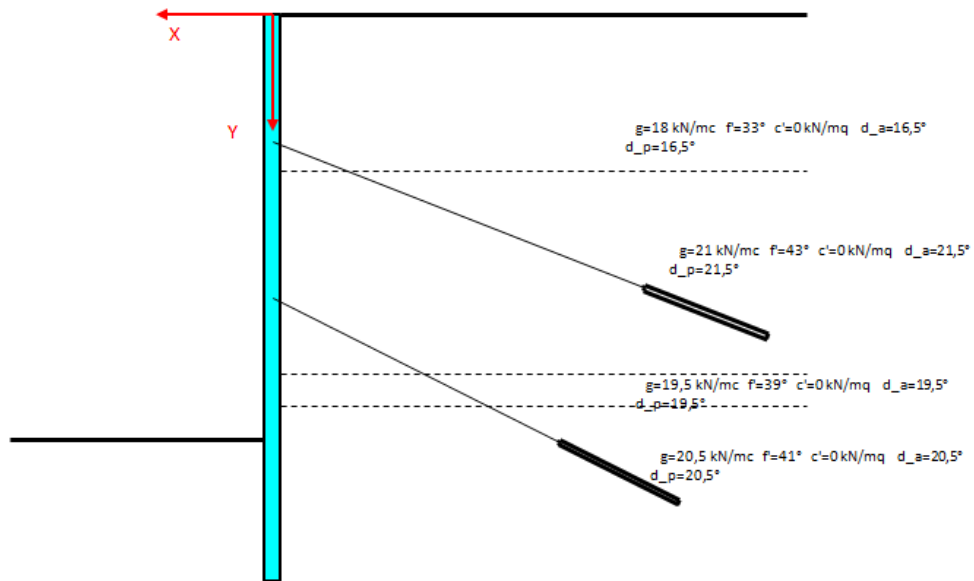 X
Y
g=18 kN/mc f'=33° c'=0 kN/mq d_a=16,5°
d_p=16,5°
g=21 kN/mc f'=43° c'=0 kN/mq d_a=21,5°
d_p=21,5°
g=19,5 kN/mc f'=39° c'=0 kN/mq d_a=19,5°
d_p=19,5°
g=20,5 kN/mc f'=41° c'=0 kN/mq d_a=20,5°
d_p=20,5°